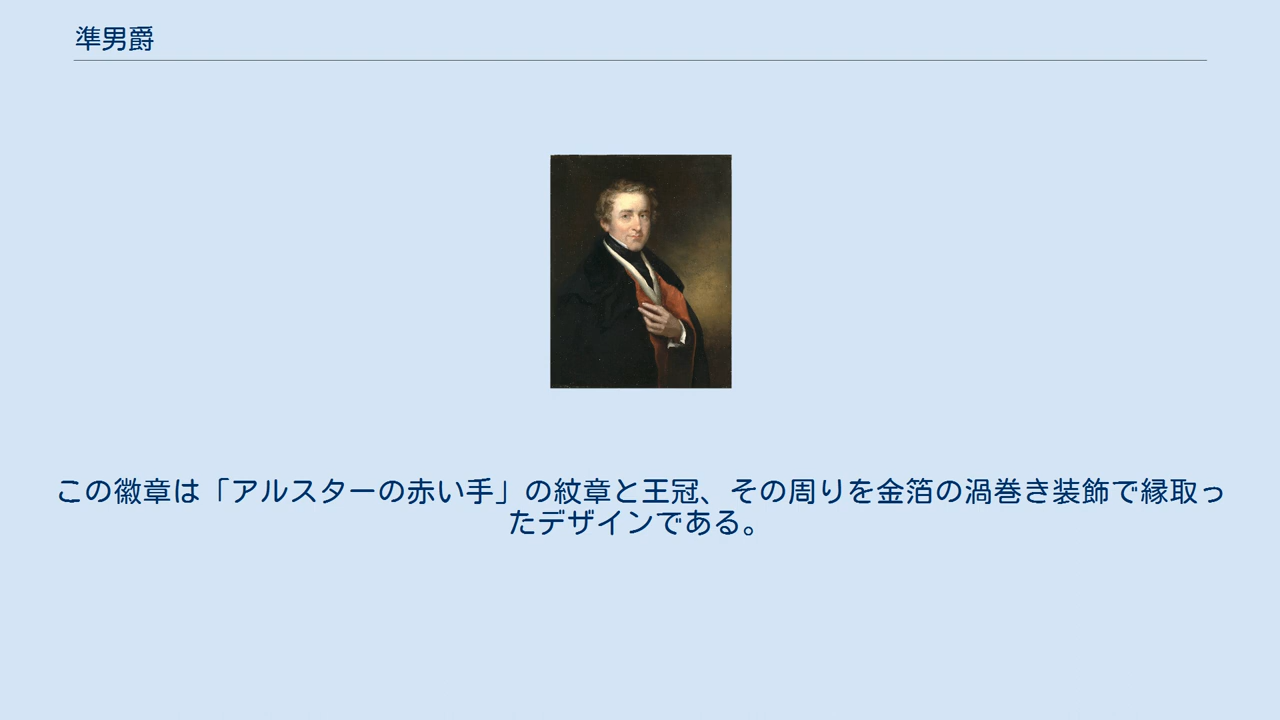 準男爵
この徽章は「アルスターの赤い手」の紋章と王冠、その周りを金箔の渦巻き装飾で縁取っ
たデザインである。